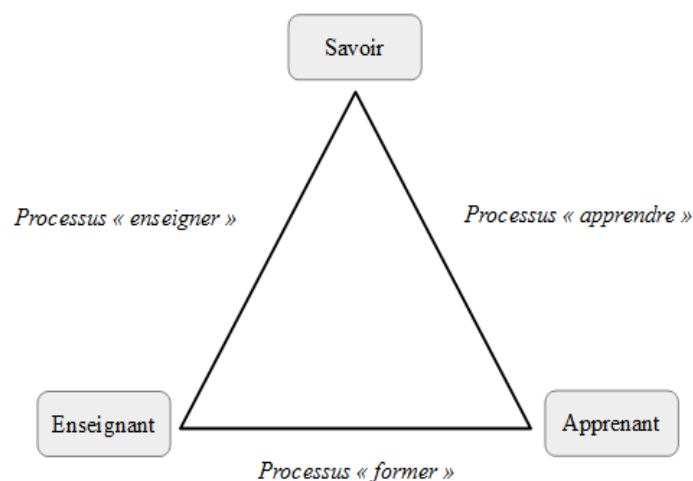 Savoir
Processus « enseigner »
Processus « apprendre »
Enseignant
Apprenant
Processus « former »